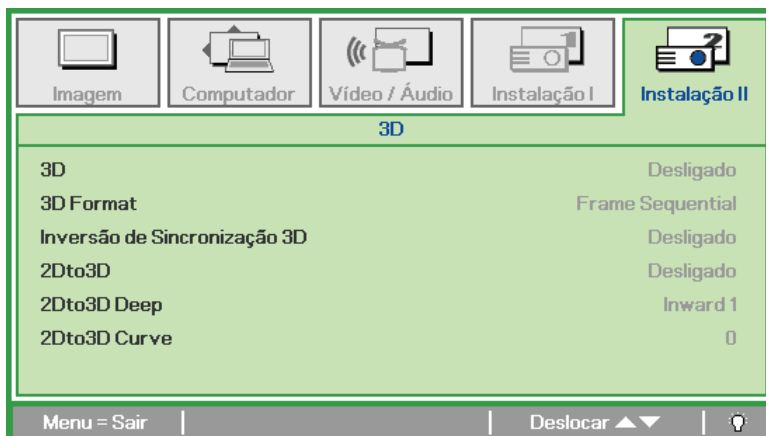 Imagem
Computador
Vídeo / Áudio
Instalação I
Instalação II
3D
3D Desligado
3D Format Frame Sequential
Inversão de Sincronização 3D Desligado
2Dto3D Desligado
2Dto3D Deep Inward 1
2Dto3D Curve 0
Menu = Sair Deslocar ▲▼